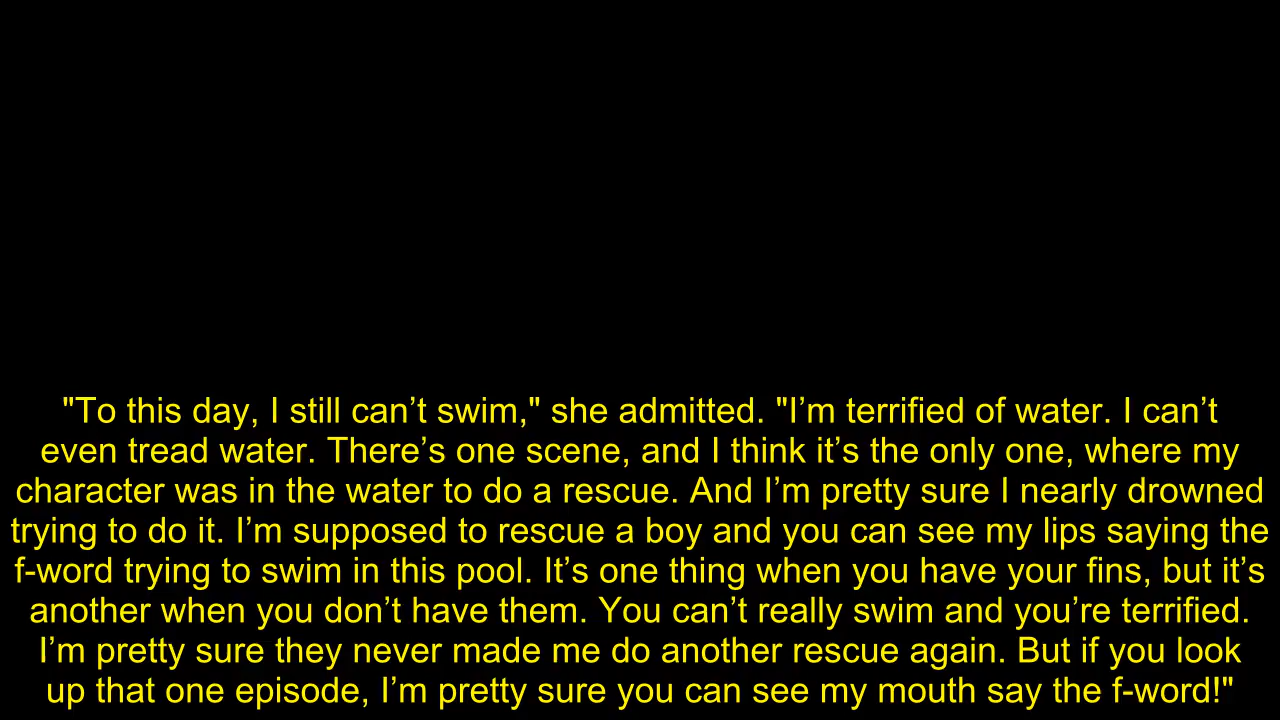 "To this day, I still can’t swim," she admitted. "I’m terrified of water. I can’t
even tread water. There’s one scene, and I think it’s the only one, where my
character was in the water to do a rescue. And I’m pretty sure I nearly drowned
trying to do it. I’m supposed to rescue a boy and you can see my lips saying the
f-word trying to swim in this pool. It’s one thing when you have your fins, but it’s
another when you don’t have them. You can’t really swim and you’re terrified.
I’m pretty sure they never made me do another rescue again. But if you look
up that one episode, I’m pretty sure you can see my mouth say the f-word!"